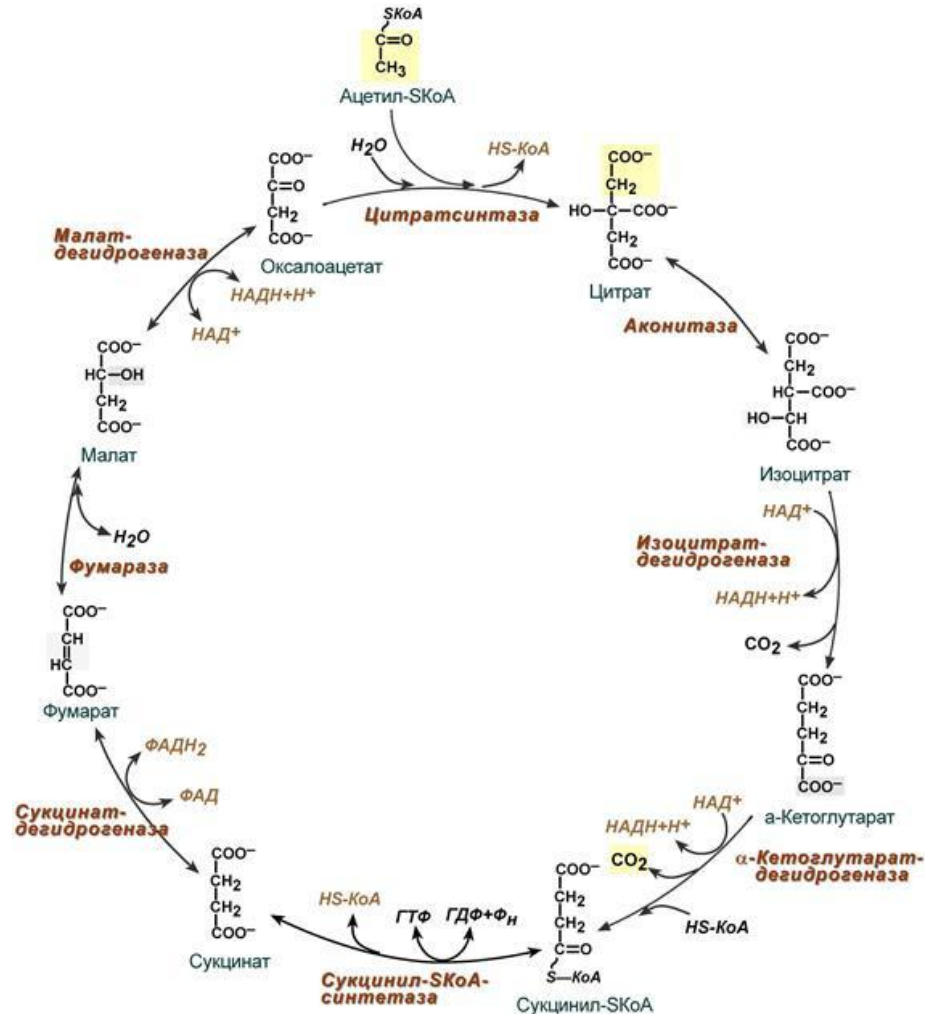 SKoA
C=O
CH3
Ацетил-SKoA
H2O
HS-KoA
Цитратсинтаза
COO–
C=O
CH2
COO–
Оксалоацетат
COO–
CH2
HO–C–COO–
CH2
COO–
Цитрат
Аконитаза
COO–
CH2
HC–COO–
HO–CH
COO–
Изоцитрат
НАД+
Изоцитрат-
дегидрогеназа
НАДН+Н+
CO2
COO–
CH2
CH2
C=O
COO–
а-Кетоглутарат
НАД+
НАДН+Н+
CO2
α-Кетоглутарат-
дегидрогеназа
HS-KoA
COO–
CH2
CH2
C=O
S—KoA
Сукцинил-SKoA
HS-KoA
ГТФ
ГДФ+Фн
Сукцинил-SKoA-
синтетаза
COO–
CH2
CH2
COO–
Сукцинат
Сукцинат-
дегидрогеназа
ФАДН2
ФАД
COO–
CH
HC
COO–
Фумарат
Фумараза
H2O
COO–
HC–OH
CH2
COO–
Малат
Малат-
дегидрогеназа
НАДН+Н+
НАД+